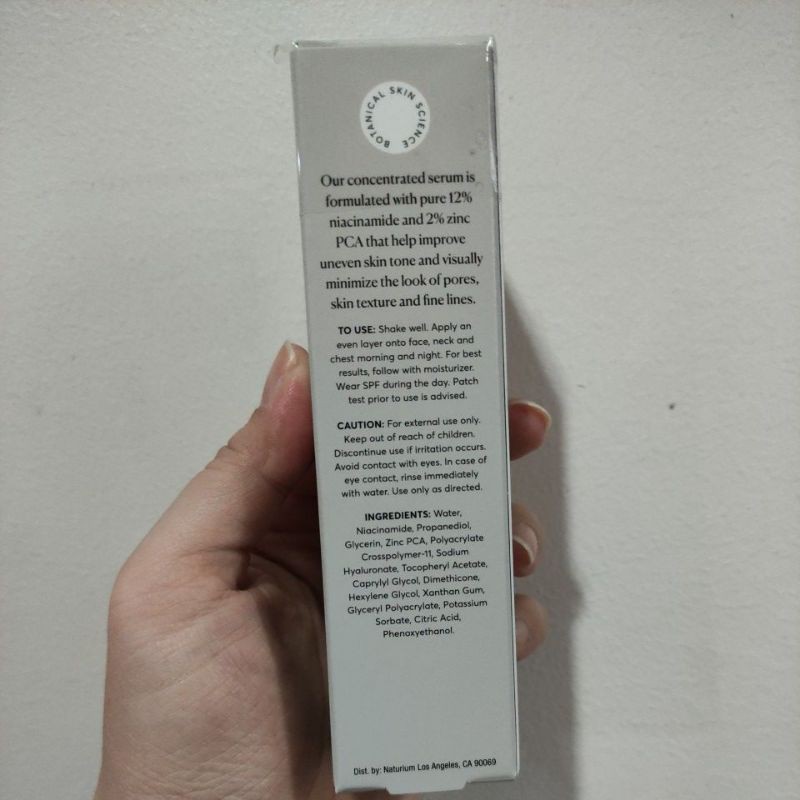 BOTANICAL SKIN SCIENCE
Our concentrated serum is
formulated with pure 12%
niacinamide and 2% zinc
PCA that help improve
uneven skin tone and visually
minimize the look of pores,
skin texture and fine lines.
TO USE: Shake well. Apply an
even layer onto face, neck and
chest morning and night. For best
results, follow with moisturizer.
Wear SPF during the day. Patch
test prior to use is advised.
CAUTION: For external use only.
Keep out of reach of children.
Discontinue use if irritation occurs.
Avoid contact with eyes. In case of
eye contact, rinse immediately
with water. Use only as directed.
INGREDIENTS: Water,
Niacinamide, Propanediol,
Glycerin, Zinc PCA, Polyacrylate
Crosspolymer-11, Sodium
Hyaluronate, Tocopheryl Acetate,
Caprylyl Glycol, Dimethicone,
Hexylene Glycol, Xanthan Gum,
Glyceryl Polyacrylate, Potassium
Sorbate, Citric Acid,
Phenoxyethanol.
Dist. by: Naturium Los Angeles, CA 90069